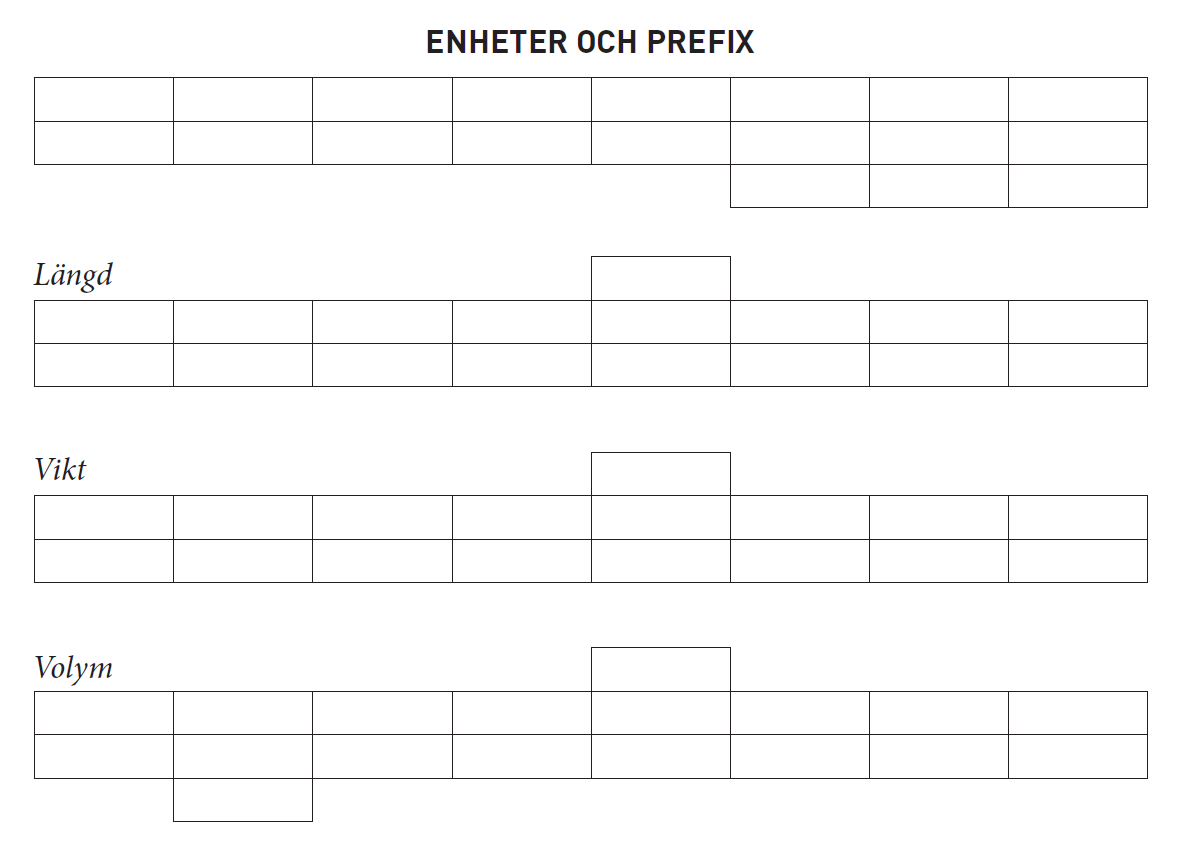 ENHETER OCH PREFIX
Längd
Vikt
Volym